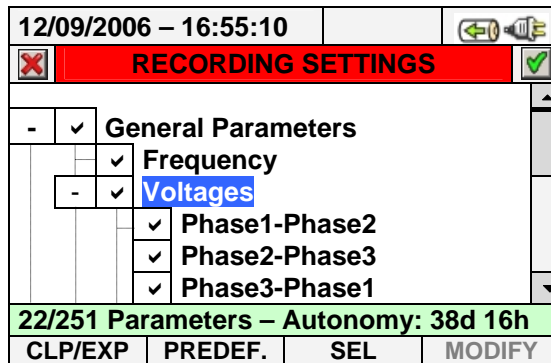 12/09/2006 – 16:55:10
RECORDING SETTINGS
- General Parameters
Frequency
- Voltages
Phase1-Phase2
Phase2-Phase3
Phase3-Phase1
22/251 Parameters – Autonomy: 38d 16h
CLP/EXP PREDEF. SEL MODIFY